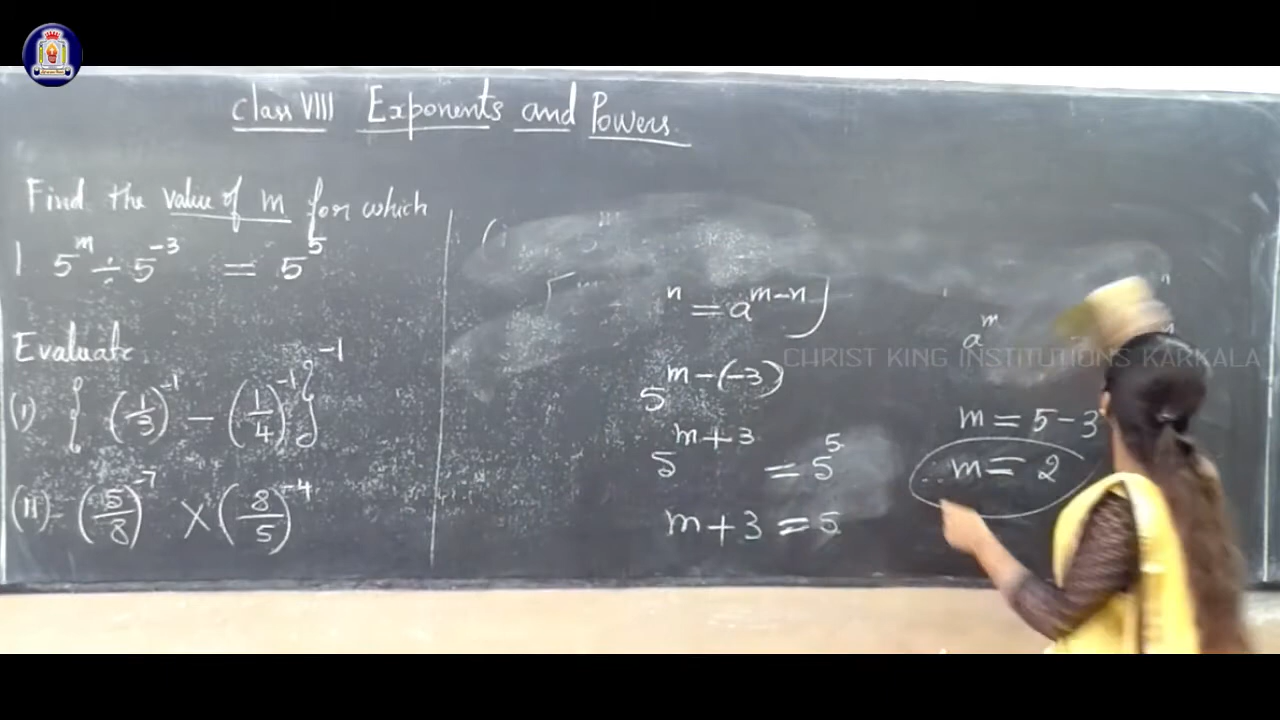 Class VIII Exponents and Powers
Find the value of m for which
1 5^m ÷ 5^-3 = 5^5
Evaluate
(i) { (1/3)^-1 - (1/4)^-1 }^-1
(ii) (5/8)^-7 × (8/5)^-4
n = a^m-n
5^m-(-3)
5^m+3 = 5^5
m+3 = 5
a^m
CHRIST KING INSTITUTIONS KARKALA
m = 5-3
∴ m = 2